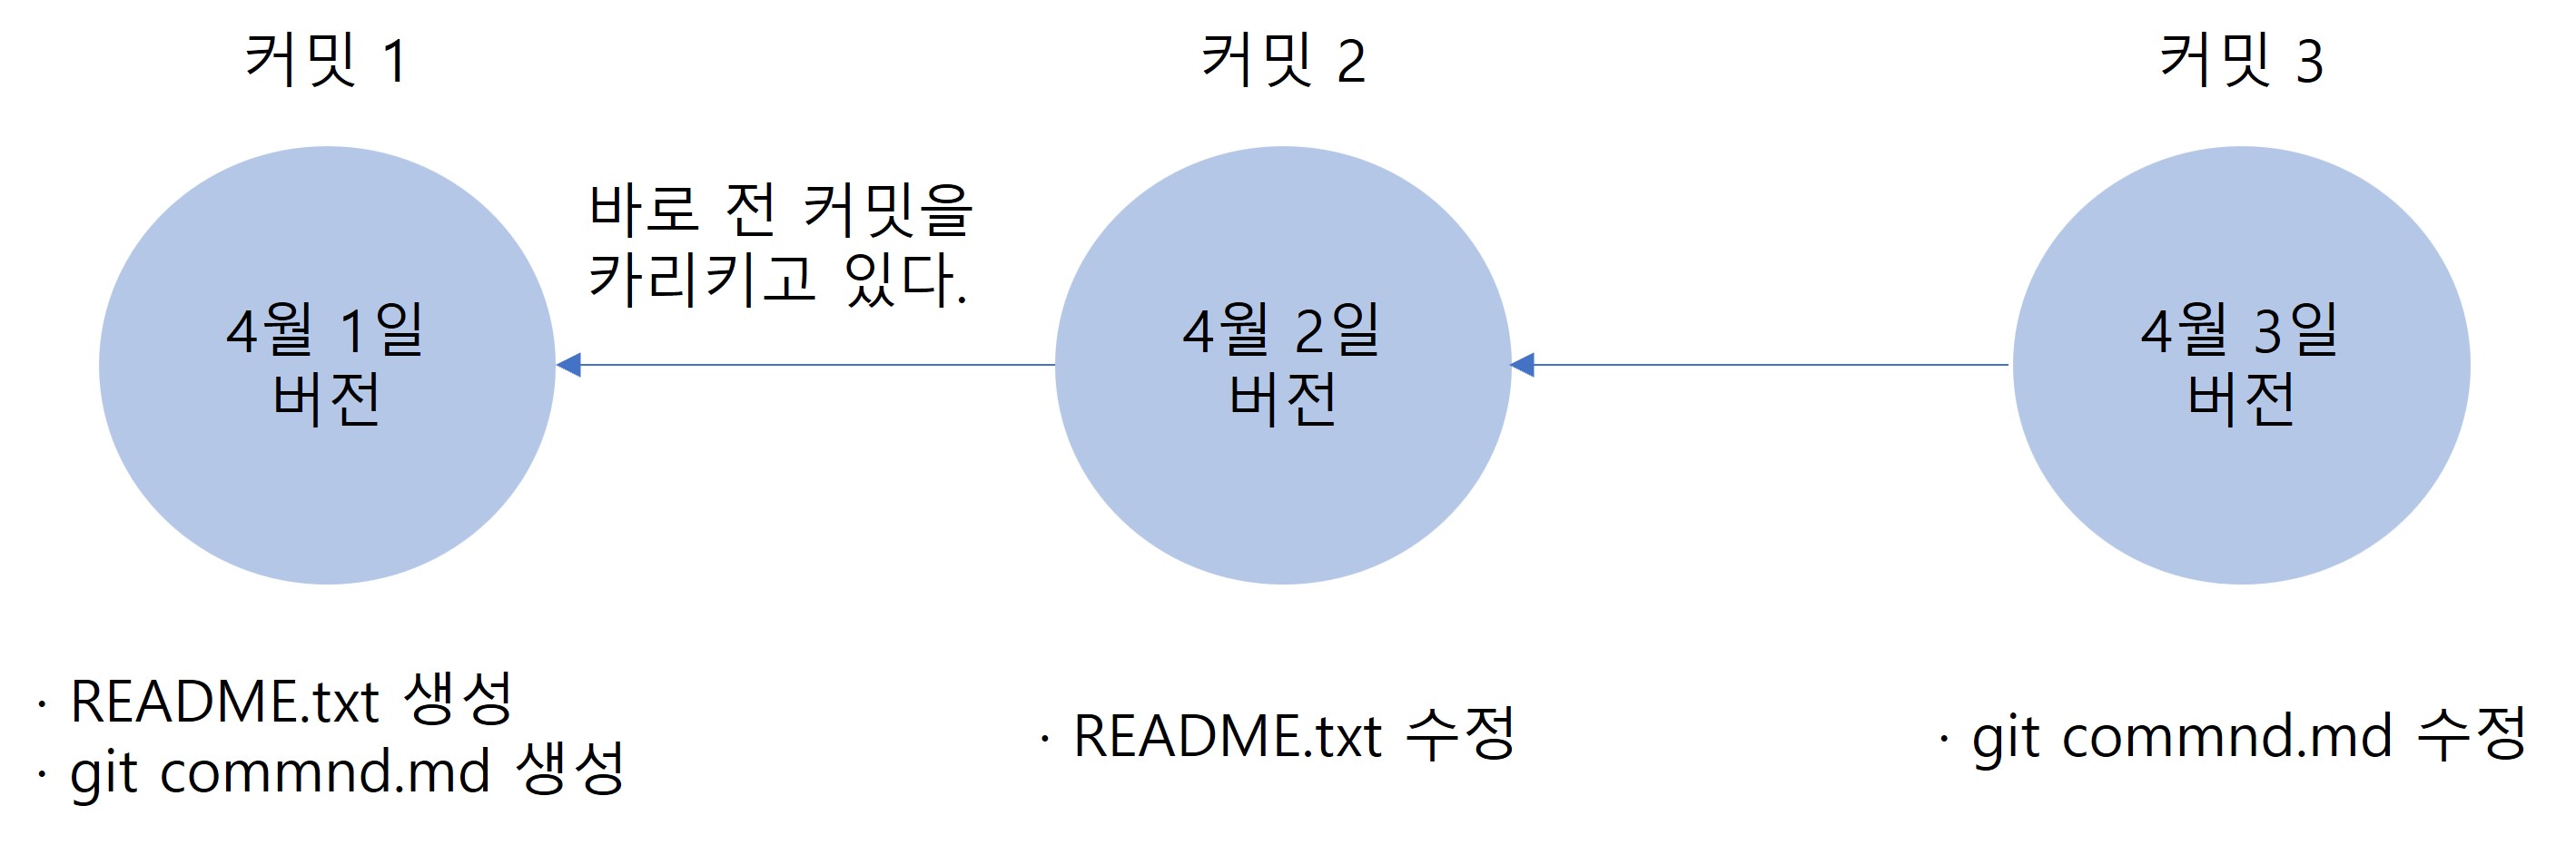 커밋 1
커밋 2
커밋 3
바로 전 커밋을
카리키고 있다.
4월 1일
버전
4월 2일
버전
4월 3일
버전
· README.txt 생성
· git commnd.md 생성
· README.txt 수정
· git commnd.md 수정